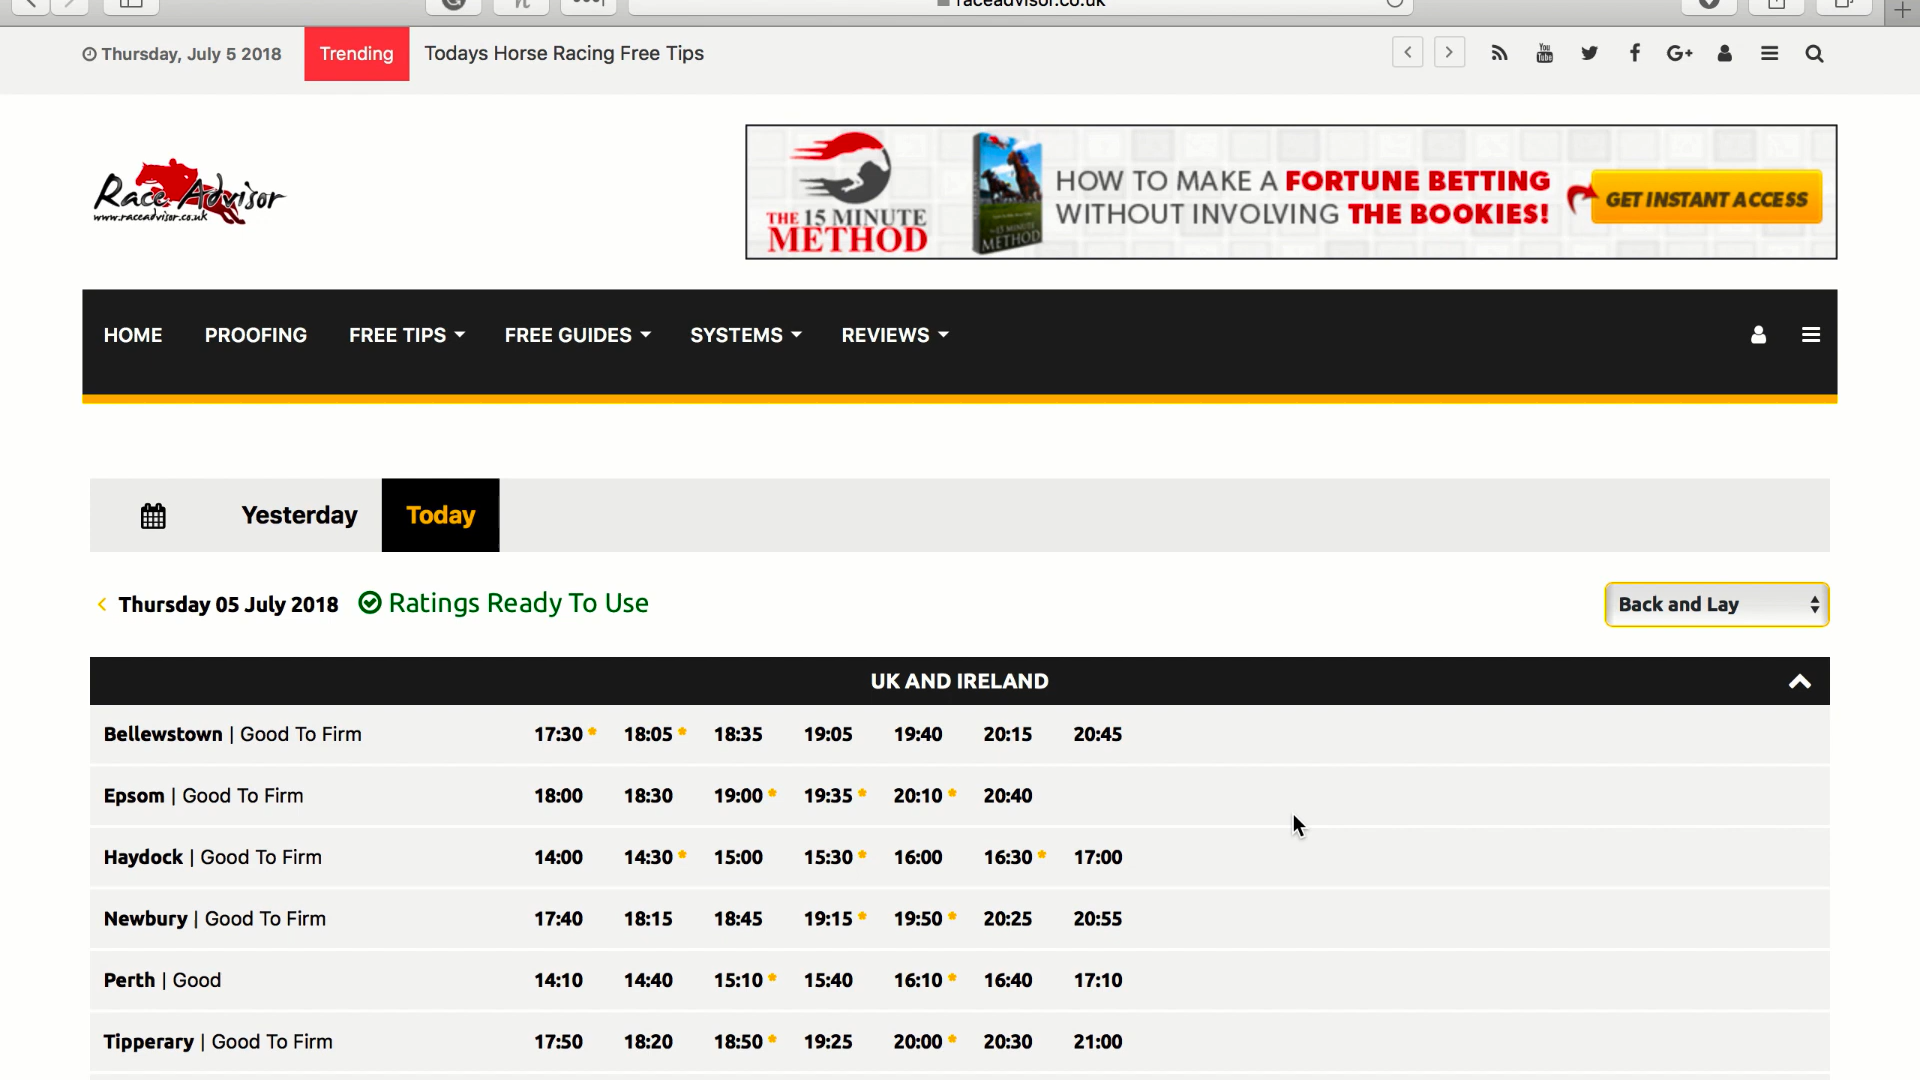 raceadvisor.co.uk
Thursday, July 5 2018 Trending Todays Horse Racing Free Tips
Race Advisor
www.raceadvisor.co.uk
THE 15 MINUTE
METHOD
METHOD
HOW TO MAKE A FORTUNE BETTING
WITHOUT INVOLVING THE BOOKIES!
GET INSTANT ACCESS
HOME PROOFING FREE TIPS FREE GUIDES SYSTEMS REVIEWS
Yesterday Today
Thursday 05 July 2018 Ratings Ready To Use Back and Lay
UK AND IRELAND
Bellewstown | Good To Firm 17:30 * 18:05 * 18:35 19:05 19:40 20:15 20:45
Epsom | Good To Firm 18:00 18:30 19:00 * 19:35 * 20:10 * 20:40
Haydock | Good To Firm 14:00 14:30 * 15:00 15:30 * 16:00 16:30 * 17:00
Newbury | Good To Firm 17:40 18:15 18:45 19:15 * 19:50 * 20:25 20:55
Perth | Good 14:10 14:40 15:10 * 15:40 16:10 * 16:40 17:10
Tipperary | Good To Firm 17:50 18:20 18:50 * 19:25 20:00 * 20:30 21:00